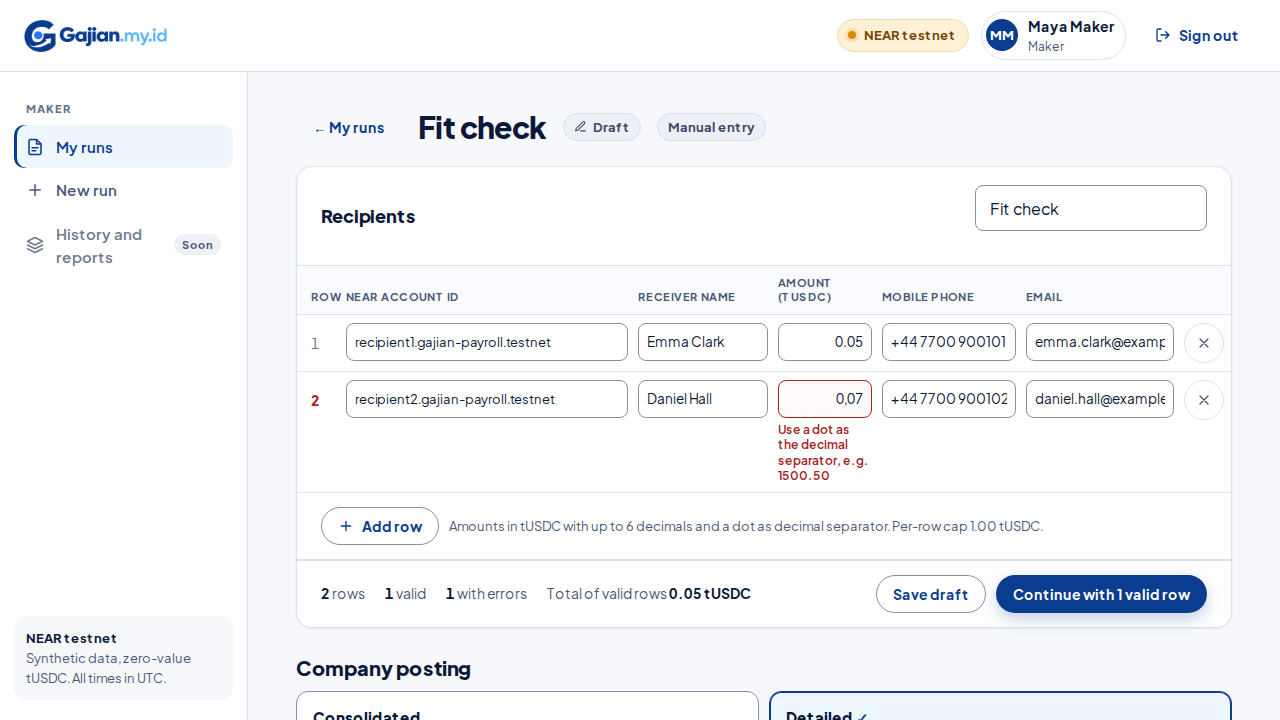 Gajian.my.id
NEAR testnet
MM
Maya Maker
Maker
Sign out
MAKER
My runs
New run
History and
reports
Soon
NEAR testnet
Synthetic data, zero-value
tUSDC. All times in UTC.
← My runs
Fit check
Draft
Manual entry
Recipients
Fit check
ROW NEAR ACCOUNT ID RECEIVER NAME AMOUNT (TUSDC) MOBILE PHONE EMAIL
1 recipient1.gajian-payroll.testnet Emma Clark 0.05 +44 7700 900101 emma.clark@examp
2 recipient2.gajian-payroll.testnet Daniel Hall 0,07 +44 7700 900102 daniel.hall@example
Use a dot as
the decimal
separator, e.g.
1500.50
Add row Amounts in tUSDC with up to 6 decimals and a dot as decimal separator. Per-row cap 1.00 tUSDC.
2 rows 1 valid 1 with errors Total of valid rows 0.05 tUSDC Save draft Continue with 1 valid row
Company posting
Consolidated
Detailed ✓